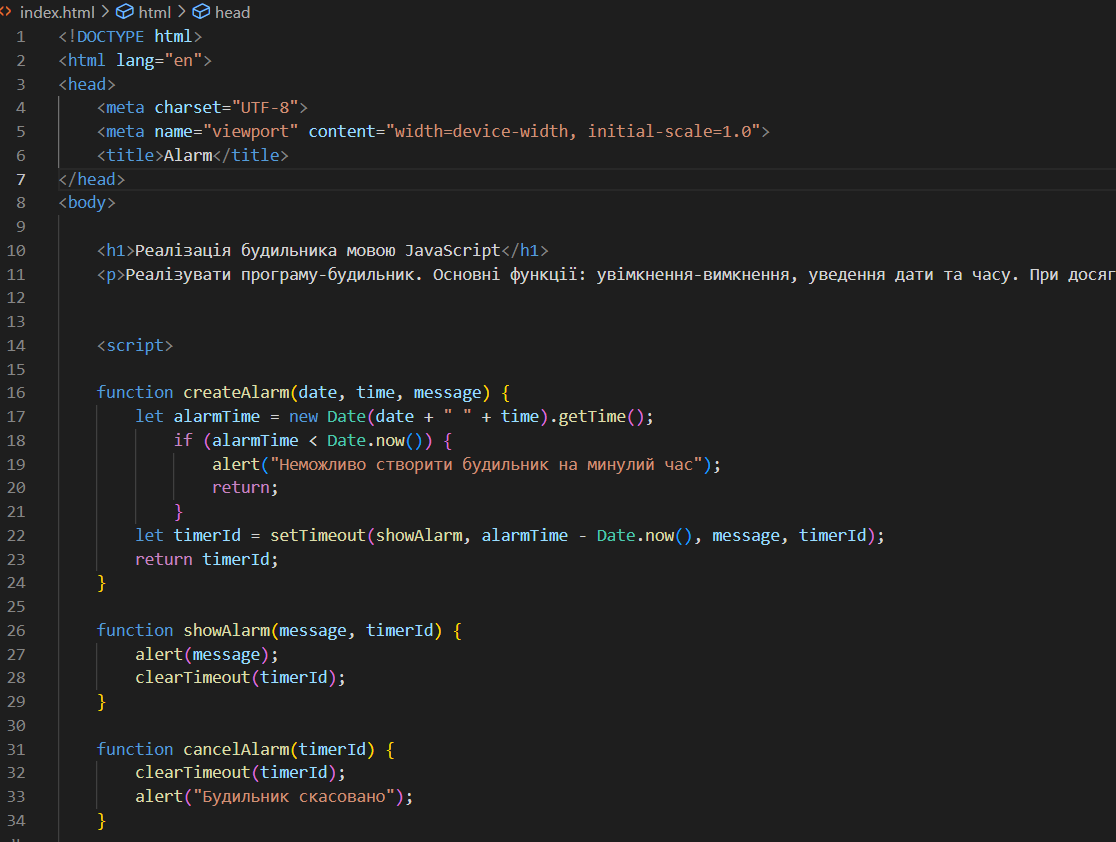 index.html > html > head
1 <!DOCTYPE html>
2 <html lang="en">
3 <head>
4 <meta charset="UTF-8">
5 <meta name="viewport" content="width=device-width, initial-scale=1.0">
6 <title>Alarm</title>
7 </head>
8 <body>
9
10 <h1>Реалізація будильника мовою JavaScript</h1>
11 <p>Реалізувати програму-будильник. Основні функції: увімкнення-вимкнення, уведення дати та часу. При досяг
12
13
14 <script>
15
16 function createAlarm(date, time, message) {
17 let alarmTime = new Date(date + " " + time).getTime();
18 if (alarmTime < Date.now()) {
19 alert("Неможливо створити будильник на минулий час");
20 return;
21 }
22 let timerId = setTimeout(showAlarm, alarmTime - Date.now(), message, timerId);
23 return timerId;
24 }
25
26 function showAlarm(message, timerId) {
27 alert(message);
28 clearTimeout(timerId);
29 }
30
31 function cancelAlarm(timerId) {
32 clearTimeout(timerId);
33 alert("Будильник скасовано");
34 }